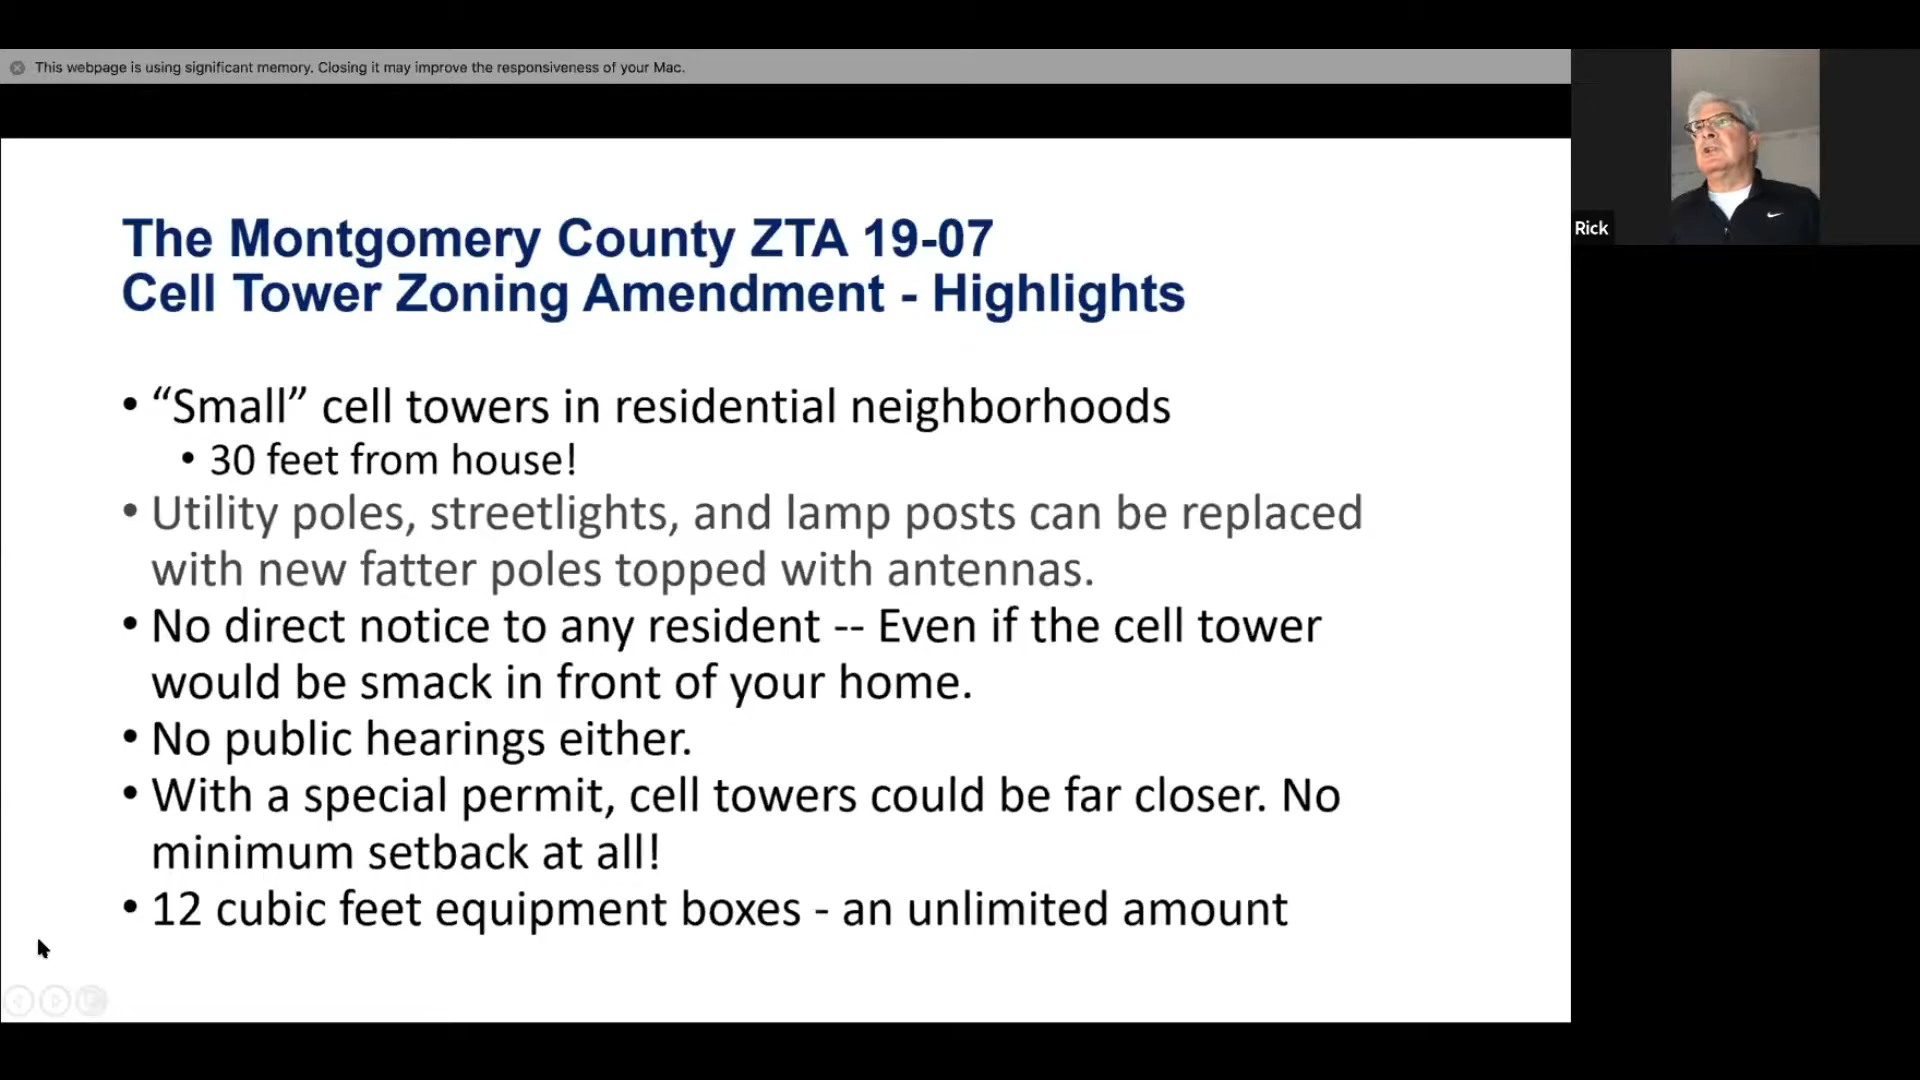 This webpage is using significant memory. Closing it may improve the responsiveness of your Mac.
Rick
The Montgomery County ZTA 19-07
Cell Tower Zoning Amendment - Highlights
• “Small” cell towers in residential neighborhoods
• 30 feet from house!
• Utility poles, streetlights, and lamp posts can be replaced
with new fatter poles topped with antennas.
• No direct notice to any resident -- Even if the cell tower
would be smack in front of your home.
• No public hearings either.
• With a special permit, cell towers could be far closer. No
minimum setback at all!
• 12 cubic feet equipment boxes - an unlimited amount